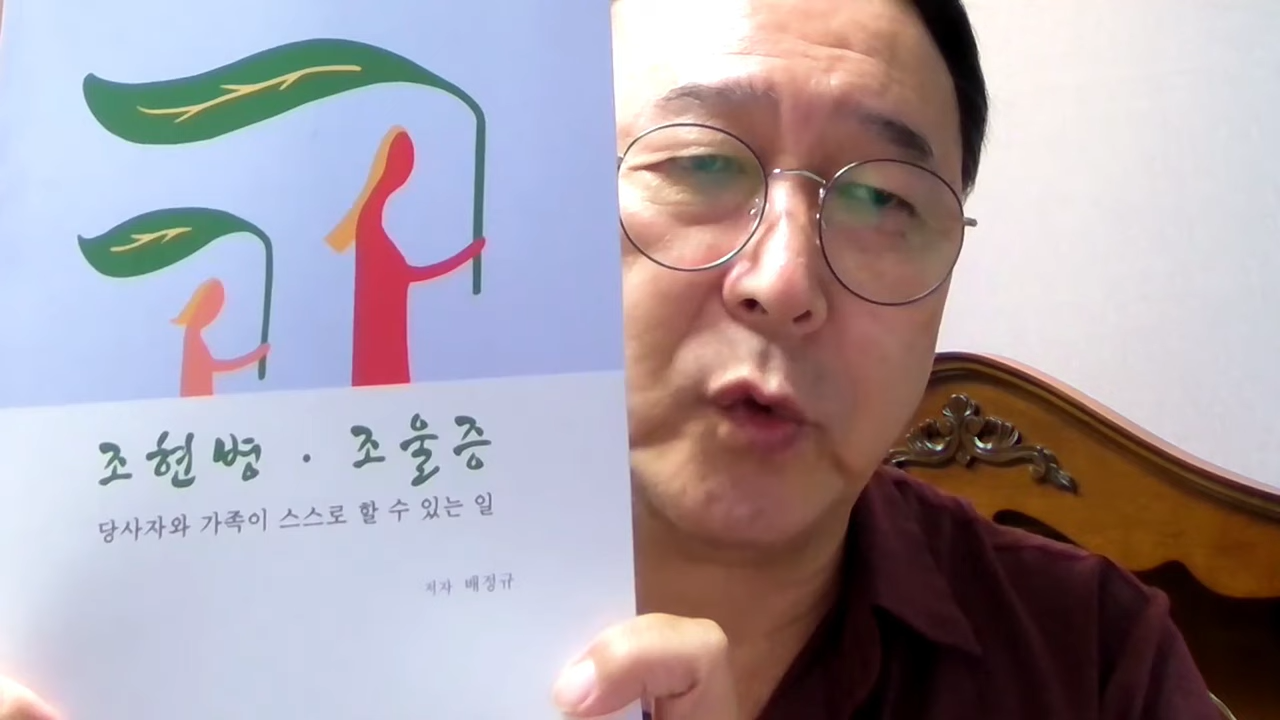 조현병 · 조울증
당사자와 가족이 스스로 할 수 있는 일
저자 배정규